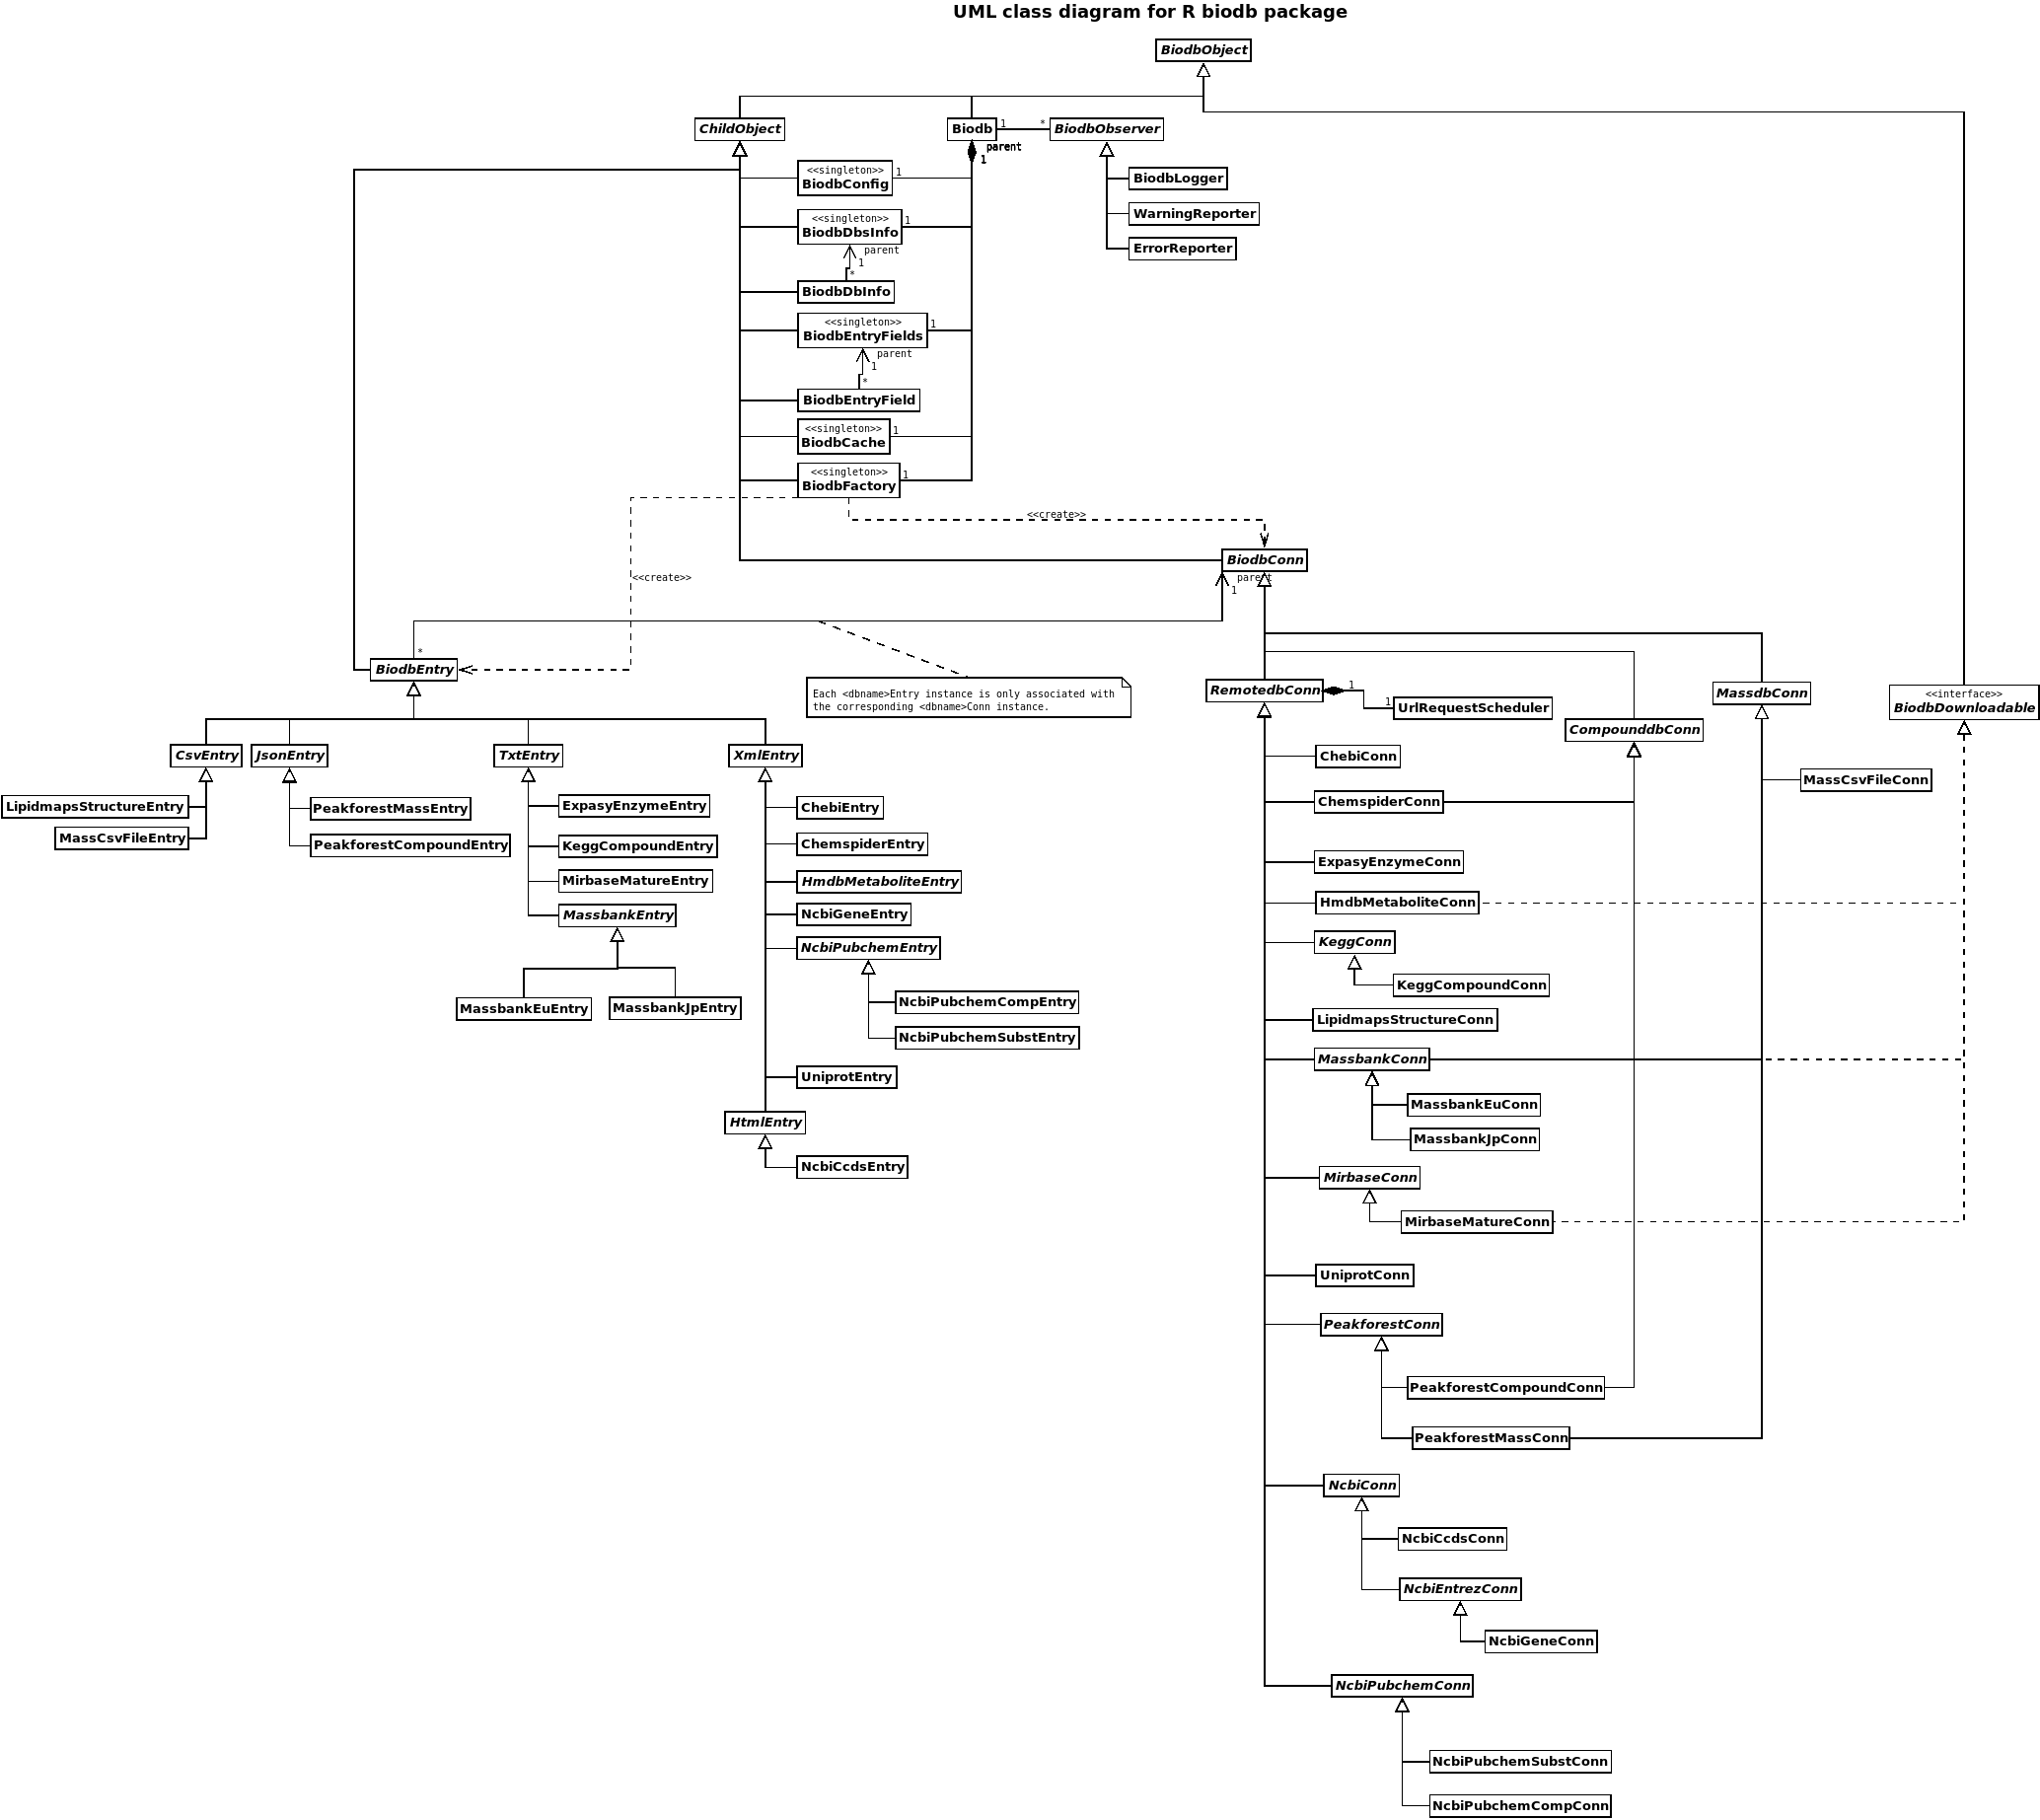 UML class diagram for R biodb package
BiodbObject
ChildObject
Biodb
1
*
BiodbObserver
parent
1
<<singleton>>
BiodbConfig
1
BiodbLogger
<<singleton>>
BiodbDbsInfo
1
WarningReporter
parent
1
*
ErrorReporter
BiodbDbInfo
<<singleton>>
BiodbEntryFields
1
parent
1
*
BiodbEntryField
<<singleton>>
BiodbCache
1
<<singleton>>
BiodbFactory
1
<<create>>
BiodbConn
<<create>>
parent
1
*
BiodbEntry
Each <dbname>Entry instance is only associated with
the corresponding <dbname>Conn instance.
RemotedbConn
1
1
UrlRequestScheduler
MassdbConn
<<interface>>
BiodbDownloadable
CompounddbConn
CsvEntry
JsonEntry
TxtEntry
XmlEntry
ChebiConn
MassCsvFileConn
LipidmapsStructureEntry
PeakforestMassEntry
ExpasyEnzymeEntry
ChebiEntry
ChemspiderConn
MassCsvFileEntry
PeakforestCompoundEntry
KeggCompoundEntry
ChemspiderEntry
ExpasyEnzymeConn
MirbaseMatureEntry
HmdbMetaboliteEntry
HmdbMetaboliteConn
MassbankEntry
NcbiGeneEntry
NcbiPubchemEntry
KeggConn
KeggCompoundConn
MassbankEuEntry
MassbankJpEntry
NcbiPubchemCompEntry
LipidmapsStructureConn
NcbiPubchemSubstEntry
MassbankConn
UniprotEntry
MassbankEuConn
HtmlEntry
MassbankJpConn
NcbiCcdsEntry
MirbaseConn
MirbaseMatureConn
UniprotConn
PeakforestConn
PeakforestCompoundConn
PeakforestMassConn
NcbiConn
NcbiCcdsConn
NcbiEntrezConn
NcbiGeneConn
NcbiPubchemConn
NcbiPubchemSubstConn
NcbiPubchemCompConn